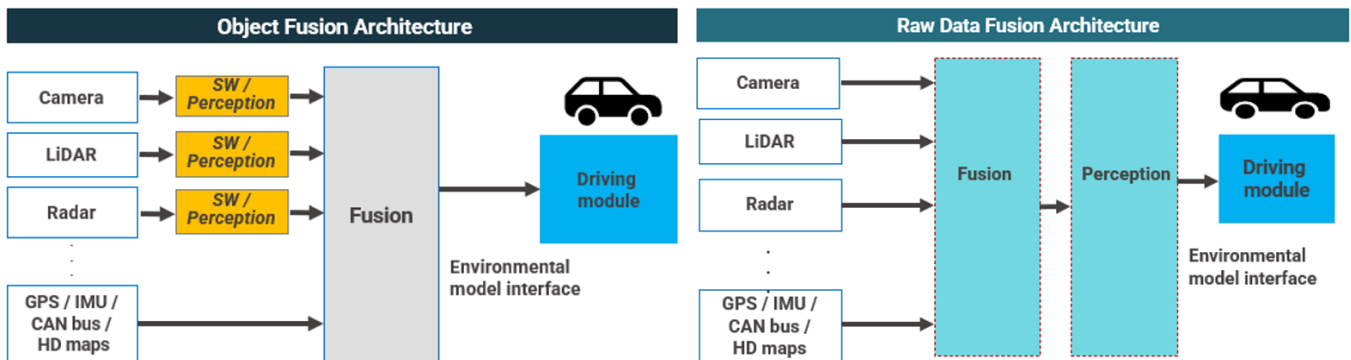 Object Fusion Architecture
Camera
SW /
Perception
LiDAR
SW /
Perception
Radar
SW /
Perception
GPS / IMU /
CAN bus /
HD maps
Fusion
Environmental
model interface
Driving
module
Raw Data Fusion Architecture
Camera
LiDAR
Radar
GPS / IMU /
CAN bus /
HD maps
Fusion
Perception
Driving
module
Environmental
model interface